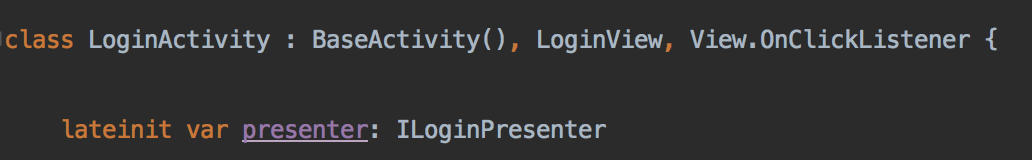 class LoginActivity : BaseActivity(), LoginView, View.OnClickListener {
lateinit var presenter: ILoginPresenter